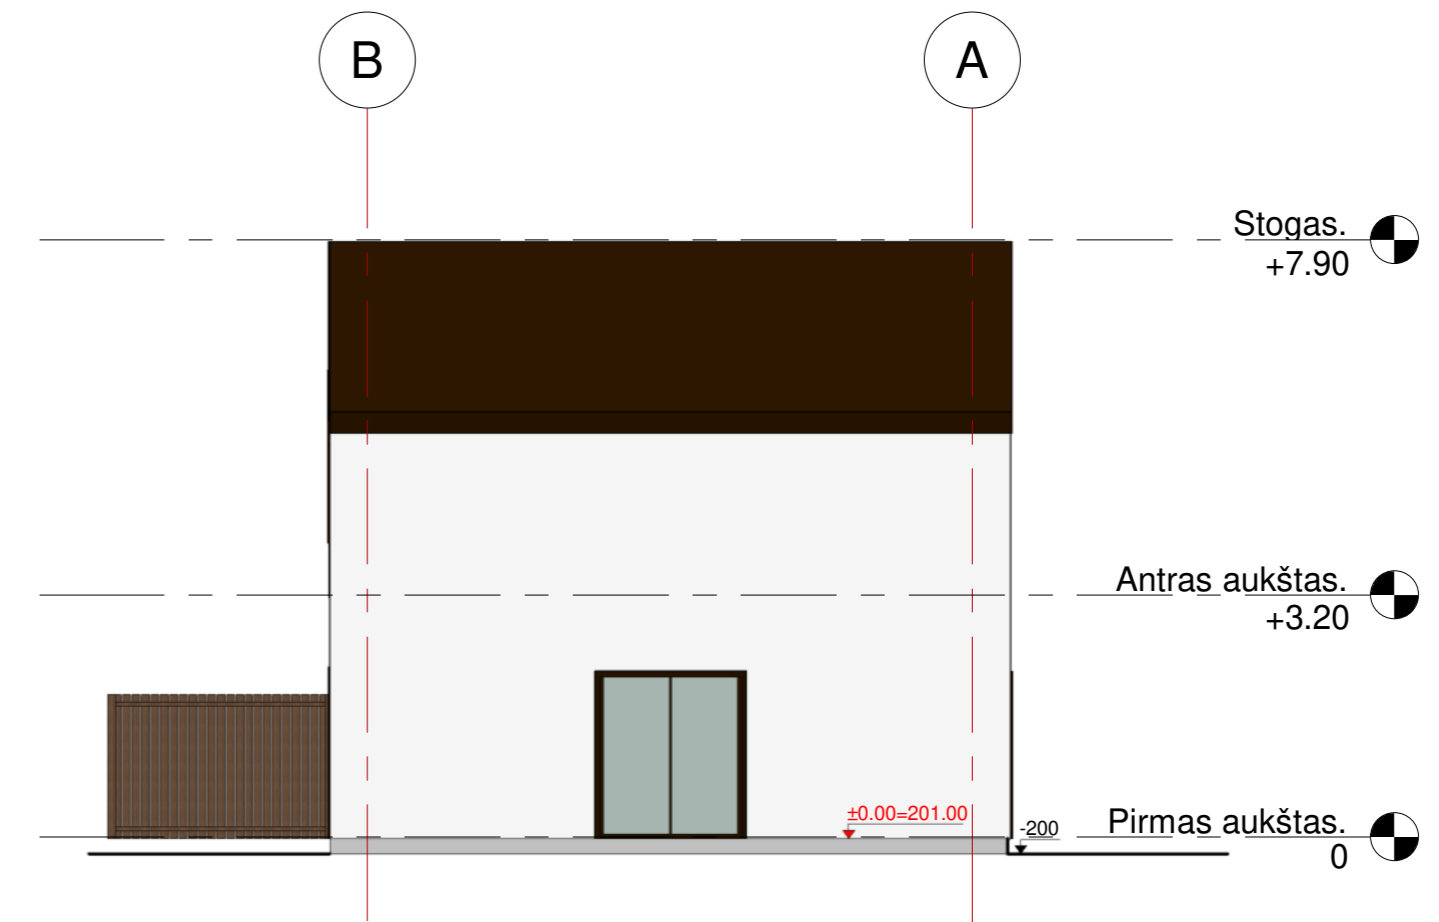 B
A
Stogas.
+7.90
Antras aukštas.
+3.20
±0.00=201.00
-200
Pirmas aukštas.
0